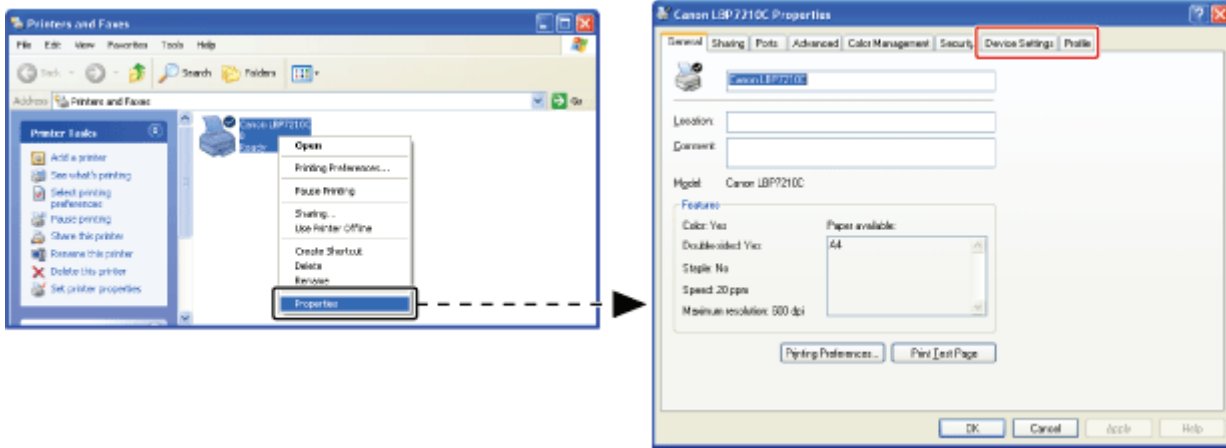 Printers and Faxes
File Edit View Favorites Tools Help
Back Search Folders
Address Printers and Faxes Go
Printer Tasks
Add a printer
See what's printing
Select printing
preferences
Pause printing
Share this printer
Rename this printer
Delete this printer
Set printer properties
Canon LBP7210C
0
Ready
Open
Printing Preferences...
Pause Printing
Sharing...
Use Printer Offline
Create Shortcut
Delete
Rename
Properties
Canon LBP7210C Properties
General Sharing Ports Advanced Color Management Security Device Settings Profile
Canon LBP7210C
Location:
Comment:
Model: Canon LBP7210C
Features
Color: Yes Paper available:
Double-sided: Yes A4
Staple: No
Speed: 20 ppm
Maximum resolution: 600 dpi
Printing Preferences... Print Test Page
OK Cancel Apply Help